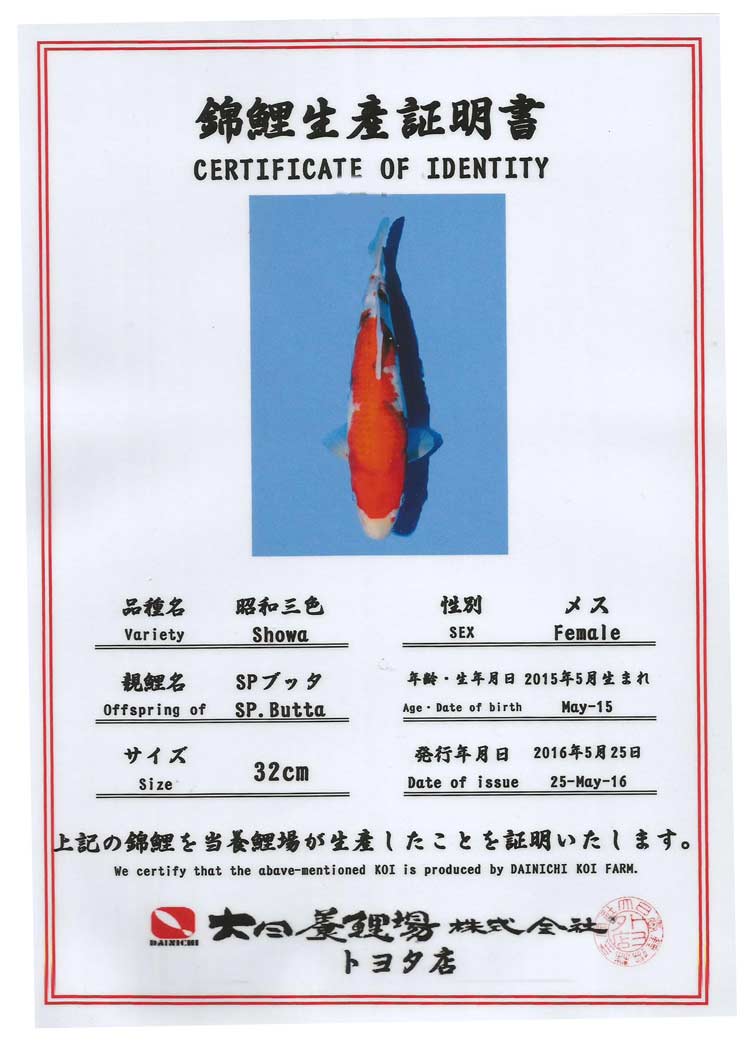 錦鯉生産証明書
CERTIFICATE OF IDENTITY
品種名 昭和三色
Variety Showa
性別 メス
SEX Female
親鯉名 SPブッタ
Offspring of SP.Butta
年齢・生年月日 2015年5月生まれ
Age・Date of birth May-15
サイズ 32cm
Size
発行年月日 2016年5月25日
Date of issue 25-May-16
上記の錦鯉を当養鯉場が生産したことを証明いたします。
We certify that the abave-mentioned KOI is produced by DAINICHI KOI FARM.
DAINICHI 大日養鯉場 株式会社
トヨタ店